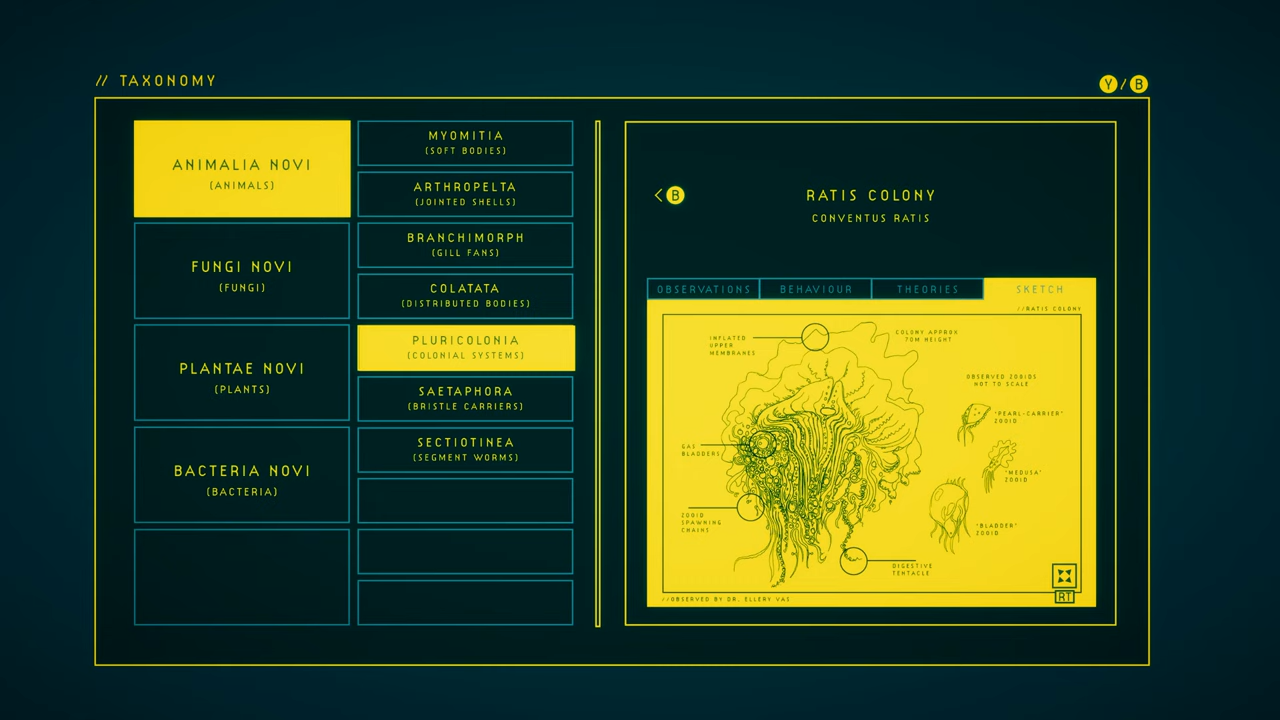 // TAXONOMY
Y / B
ANIMALIA NOVI
(ANIMALS)
FUNGI NOVI
(FUNGI)
PLANTAE NOVI
(PLANTS)
BACTERIA NOVI
(BACTERIA)
MYOMITIA
(SOFT BODIES)
ARTHROPELTA
(JOINTED SHELLS)
BRANCHIMORPH
(GILL FANS)
COLATATA
(DISTRIBUTED BODIES)
PLURICOLONIA
(COLONIAL SYSTEMS)
SAETAPHORA
(BRISTLE CARRIERS)
SECTIOTINEA
(SEGMENT WORMS)
< B
RATIS COLONY
CONVENTUS RATIS
OBSERVATIONS BEHAVIOUR THEORIES SKETCH
//RATIS COLONY
INFLATED
UPPER
MEMBRANES
COLONY APPROX
70M HEIGHT
OBSERVED ZOOIDS
NOT TO SCALE
"PEARL-CARRIER"
ZOOID
GAS
BLADDERS
"MEDUSA"
ZOOID
ZOOID
SPAWNING
CHAINS
"BLADDER"
ZOOID
DIGESTIVE
TENTACLE
//OBSERVED BY DR. ELLERY VAS
RT